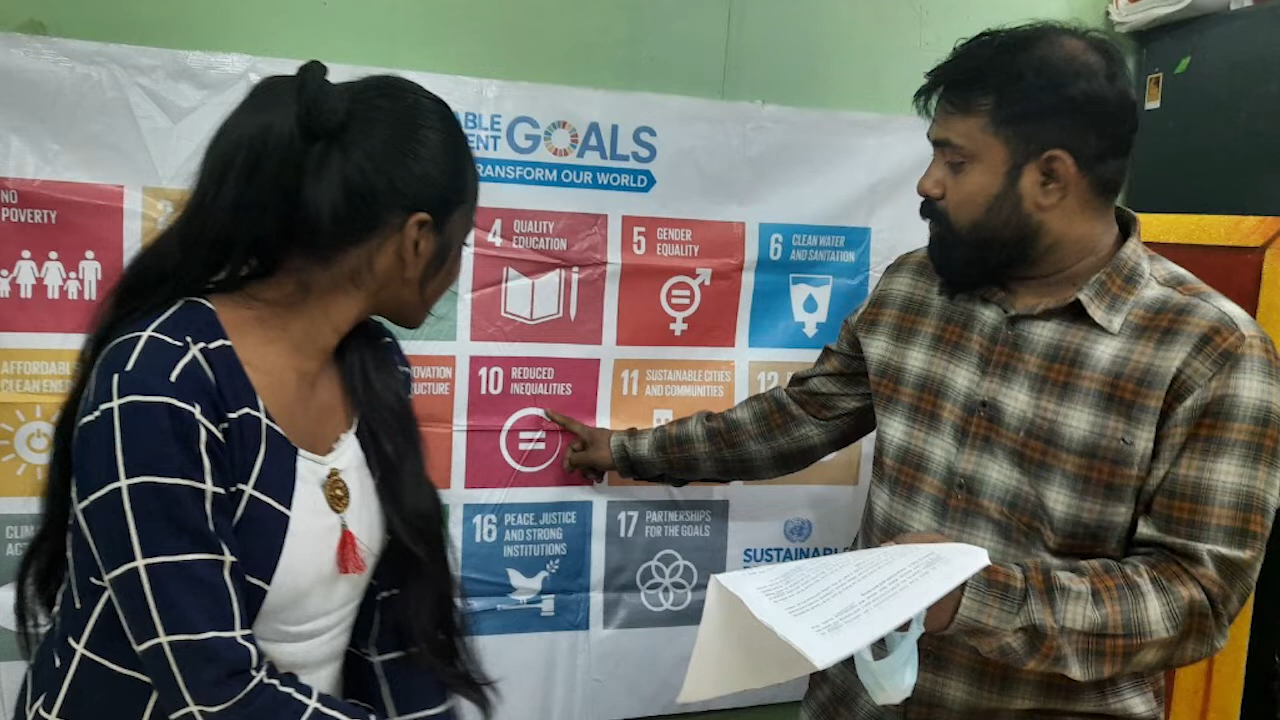 ABLE
ENT GOALS
TRANSFORM OUR WORLD
NO
POVERTY
4 QUALITY
EDUCATION
5 GENDER
EQUALITY
6 CLEAN WATER
AND SANITATION
AFFORDABLE
CLEAN ENE
OVATION
UCTURE
10 REDUCED
INEQUALITIES
11 SUSTAINABLE CITIES
AND COMMUNITIES
12
CLIM
ACT
16 PEACE, JUSTICE
AND STRONG
INSTITUTIONS
17 PARTNERSHIPS
FOR THE GOALS
SUSTAINABLE